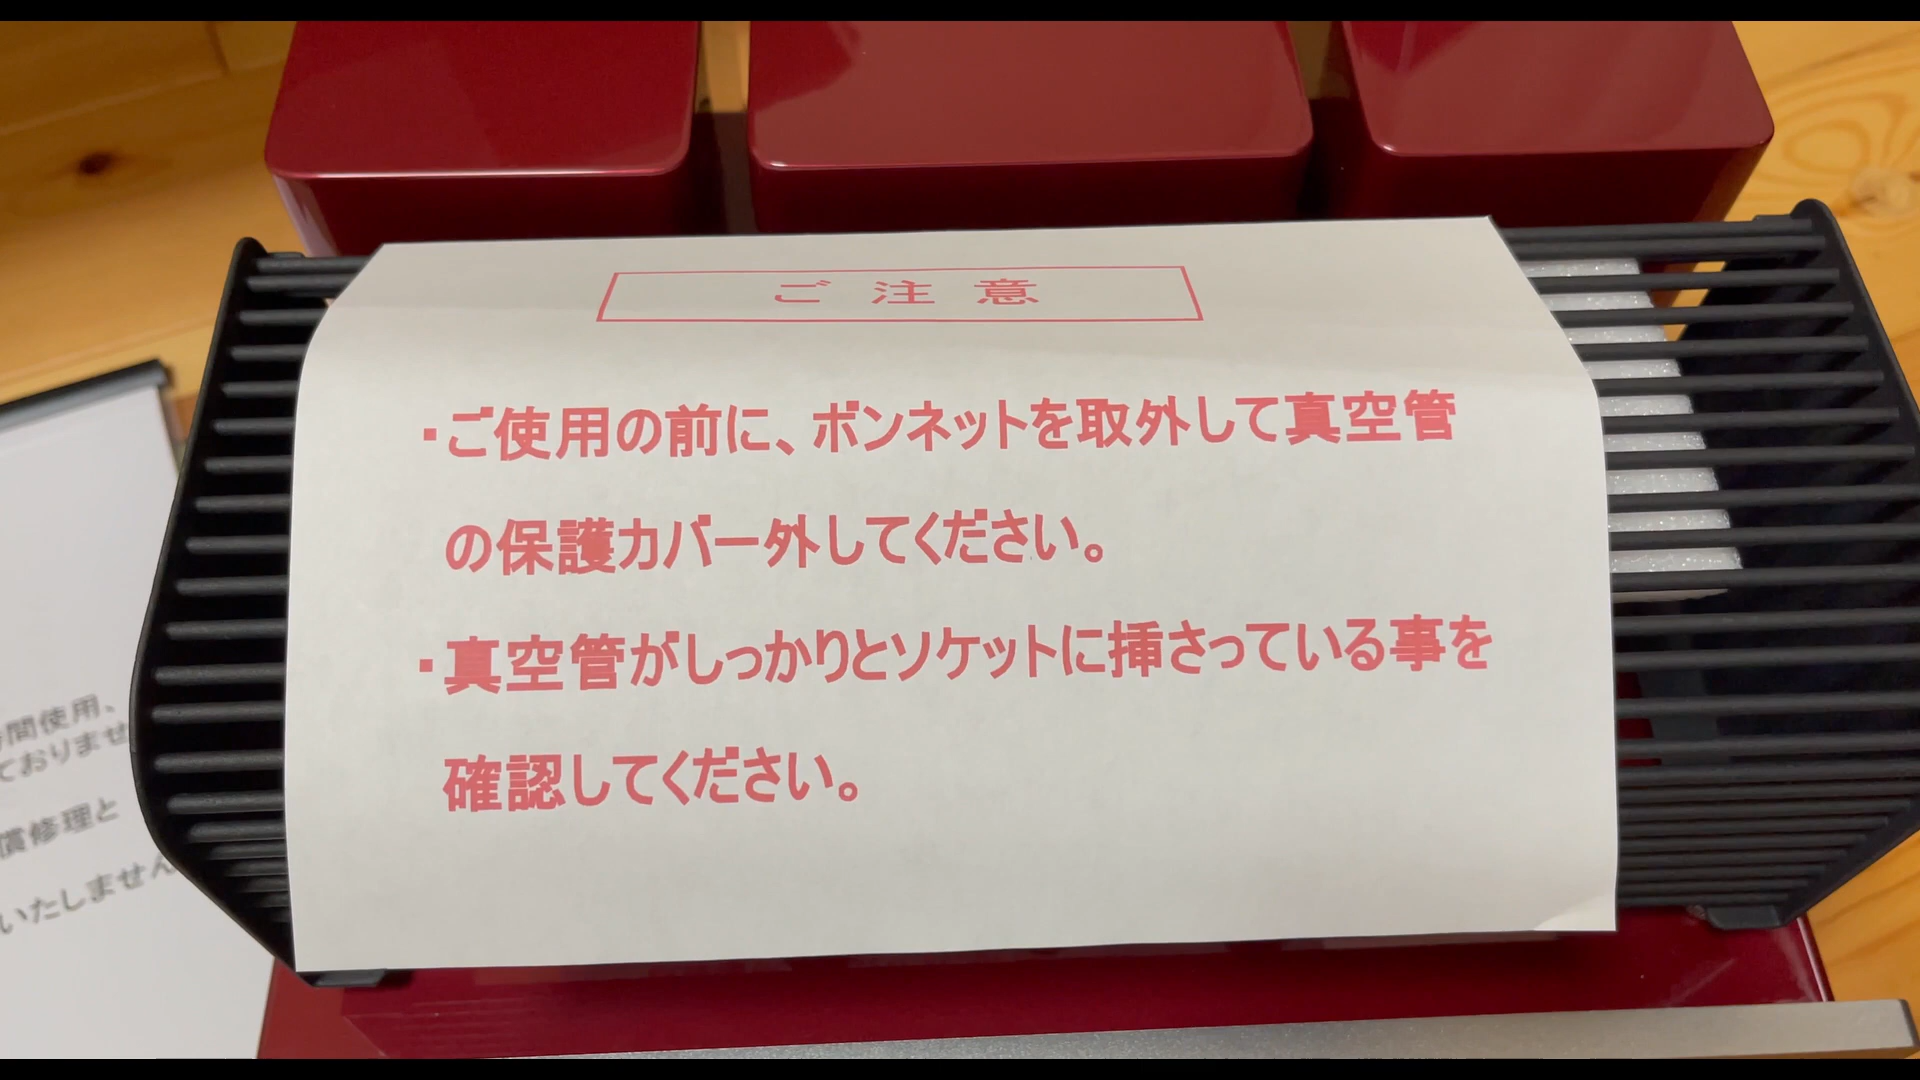 ご注意
・ご使用の前に、ボンネットを取外して真空管
の保護カバー外してください。
・真空管がしっかりとソケットに挿さっている事を
確認してください。
間使用、
ておりませ
償修理と
いたしません